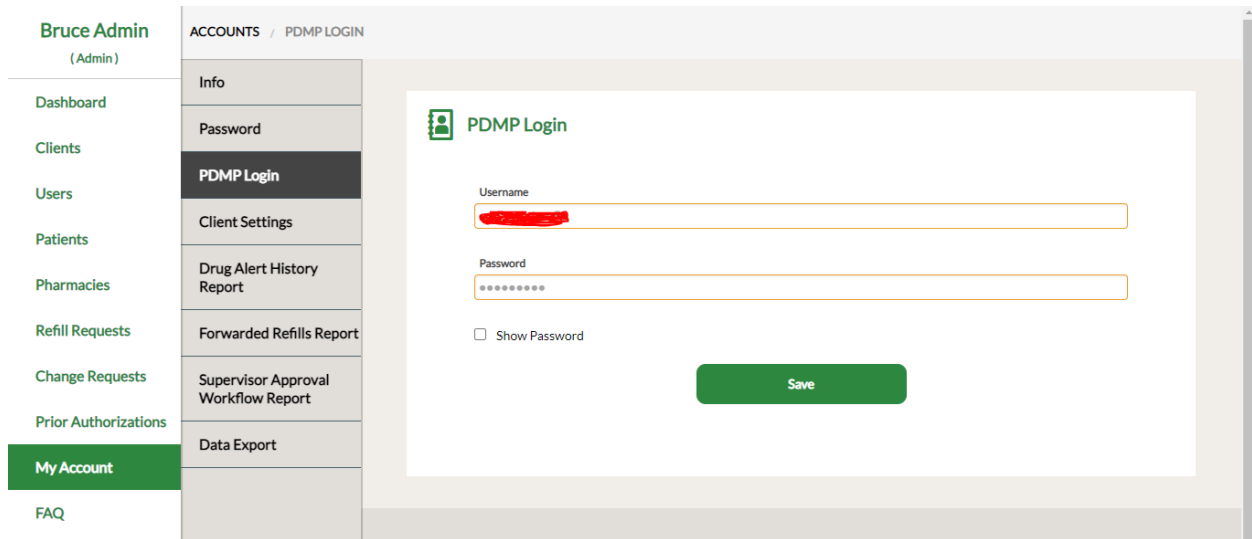 Bruce Admin
( Admin )
Dashboard
Clients
Users
Patients
Pharmacies
Refill Requests
Change Requests
Prior Authorizations
My Account
FAQ
ACCOUNTS / PDMP LOGIN
Info
Password
PDMP Login
Client Settings
Drug Alert History
Report
Forwarded Refills Report
Supervisor Approval
Workflow Report
Data Export
PDMP Login
Username
Password
Show Password
Save